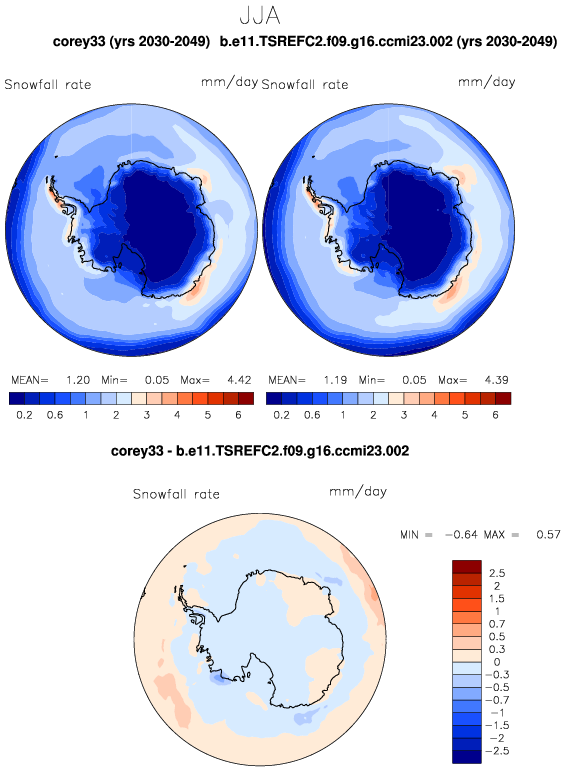 JJA
corey33 (yrs 2030-2049) b.e11.TSREFC2.f09.g16.ccmi23.002 (yrs 2030-2049)
Snowfall rate mm/day Snowfall rate mm/day
MEAN= 1.20 Min= 0.05 Max= 4.42 MEAN= 1.19 Min= 0.05 Max= 4.39
0.2 0.6 1 2 3 4 5 6 0.2 0.6 1 2 3 4 5 6
corey33 - b.e11.TSREFC2.f09.g16.ccmi23.002
Snowfall rate mm/day
MIN = -0.64 MAX = 0.57
2.5
2
1.5
1
0.7
0.5
0.3
0
-0.3
-0.5
-0.7
-1
-1.5
-2
-2.5